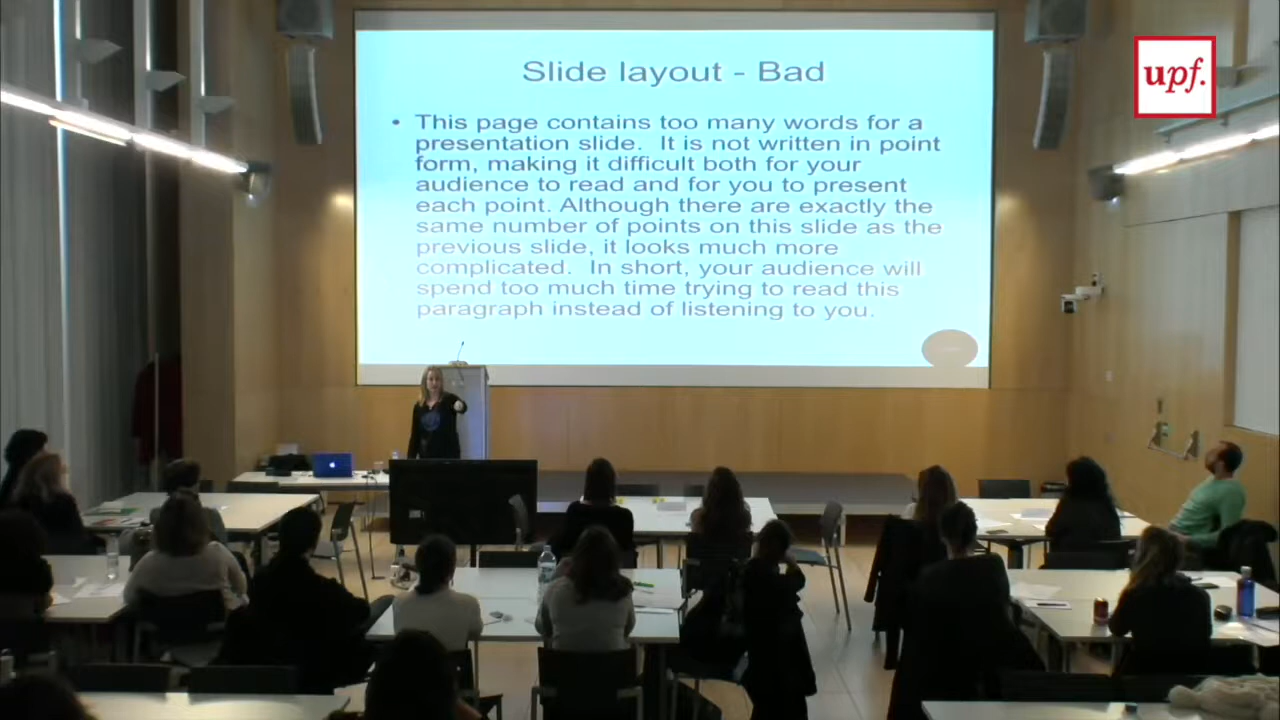 Slide layout - Bad
upf.
• This page contains too many words for a
presentation slide.  It is not written in point
form, making it difficult both for your
audience to read and for you to present
each point. Although there are exactly the
same number of points on this slide as the
previous slide, it looks much more
complicated.  In short, your audience will
spend too much time trying to read this
paragraph instead of listening to you.